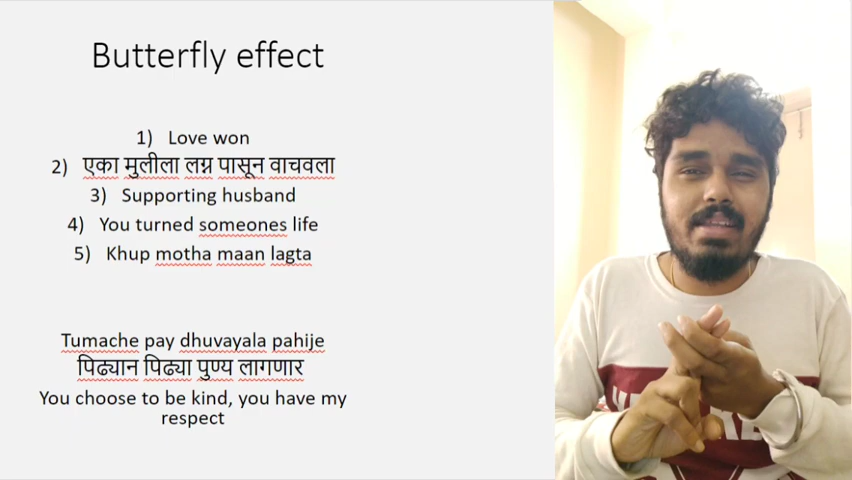 Butterfly effect
1) Love won
2) एका मुलीला लग्न पासून वाचवला
3) Supporting husband
4) You turned someones life
5) Khup motha maan lagta
Tumache pay dhuvayala pahije
पिढ्यान पिढ्या पुण्य लागणार
You choose to be kind, you have my
respect